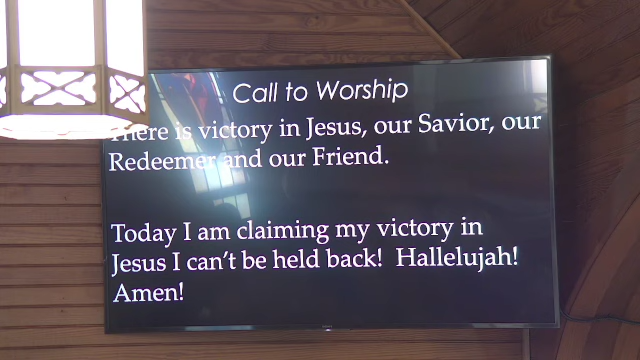 Call to Worship
There is victory in Jesus, our Savior, our
Redeemer and our Friend.
Today I am claiming my victory in
Jesus I can't be held back!  Hallelujah!
Amen!